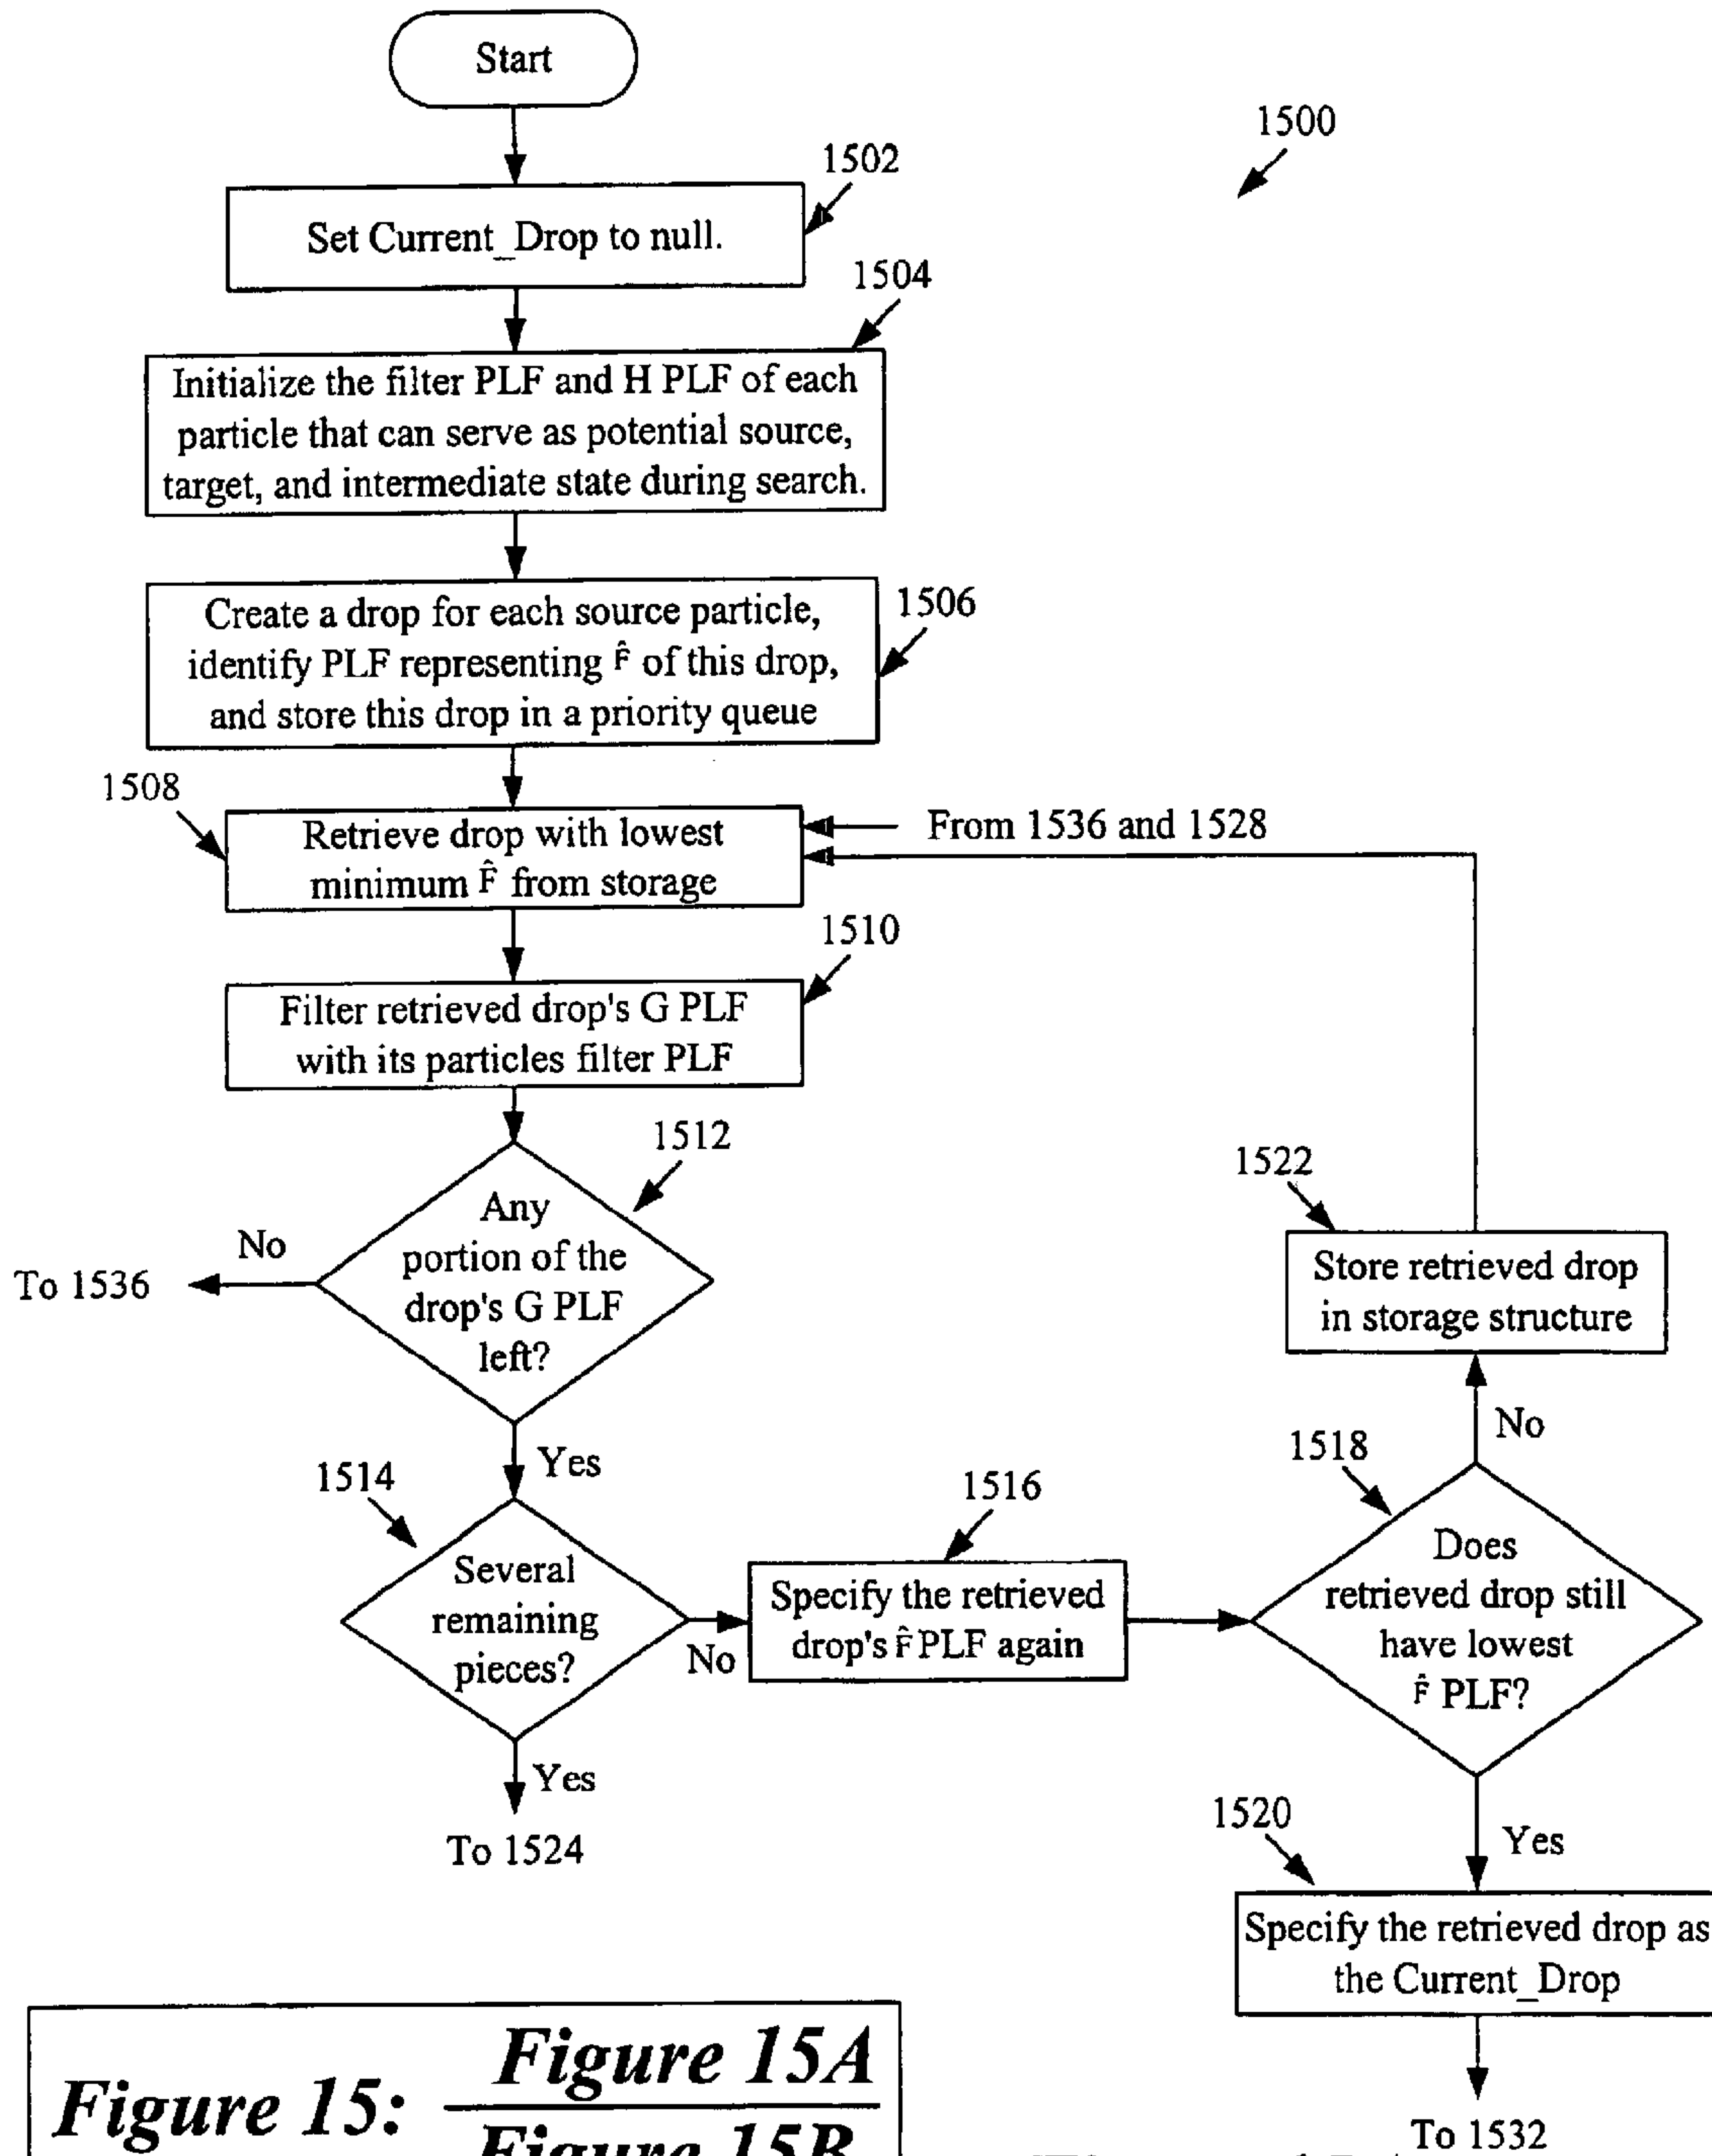 Start
1500
1502
Set Current_Drop to null.
1504
Initialize the filter PLF and H PLF of each
particle that can serve as potential source,
target, and intermediate state during search.
1506
Create a drop for each source particle,
identify PLF representing F̂ of this drop,
and store this drop in a priority queue
1508
Retrieve drop with lowest
minimum F̂ from storage
From 1536 and 1528
1510
Filter retrieved drop's G PLF
with its particles filter PLF
1512
Any
portion of the
drop's G PLF
left?
No
To 1536
Yes
1522
Store retrieved drop
in storage structure
No
1514
Several
remaining
pieces?
No
1516
Specify the retrieved
drop's F̂ PLF again
1518
Does
retrieved drop still
have lowest
F̂ PLF?
Yes
To 1524
Yes
1520
Specify the retrieved drop as
the Current_Drop
To 1532
Figure 15:
Figure 15A
Figure 15B